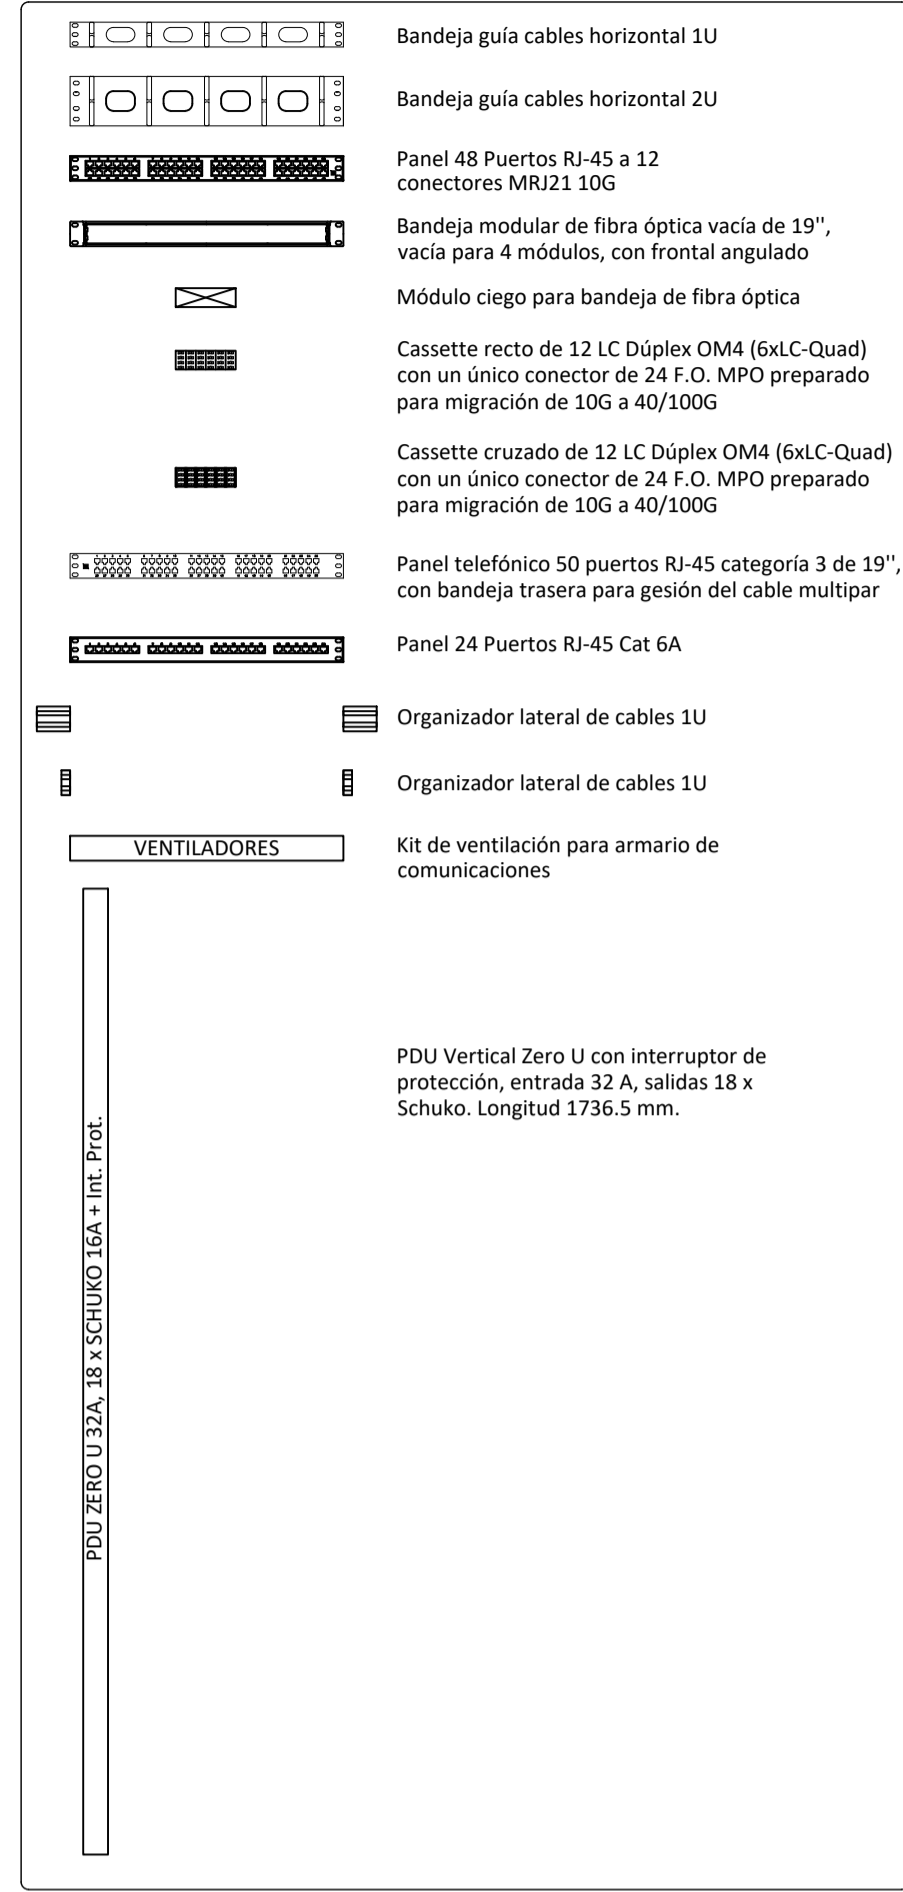 Bandeja guía cables horizontal 1U
Bandeja guía cables horizontal 2U
Panel 48 Puertos RJ-45 a 12
conectores MRJ21 10G
Bandeja modular de fibra óptica vacía de 19'',
vacía para 4 módulos, con frontal angulado
Módulo ciego para bandeja de fibra óptica
Cassette recto de 12 LC Dúplex OM4 (6xLC-Quad)
con un único conector de 24 F.O. MPO preparado
para migración de 10G a 40/100G
Cassette cruzado de 12 LC Dúplex OM4 (6xLC-Quad)
con un único conector de 24 F.O. MPO preparado
para migración de 10G a 40/100G
Panel telefónico 50 puertos RJ-45 categoría 3 de 19'',
con bandeja trasera para gesión del cable multipar
Panel 24 Puertos RJ-45 Cat 6A
Organizador lateral de cables 1U
Organizador lateral de cables 1U
VENTILADORES
Kit de ventilación para armario de
comunicaciones
PDU Vertical Zero U con interruptor de
protección, entrada 32 A, salidas 18 x
Schuko. Longitud 1736.5 mm.
PDU ZERO U 32A, 18 x SCHUKO 16A + Int. Prot.